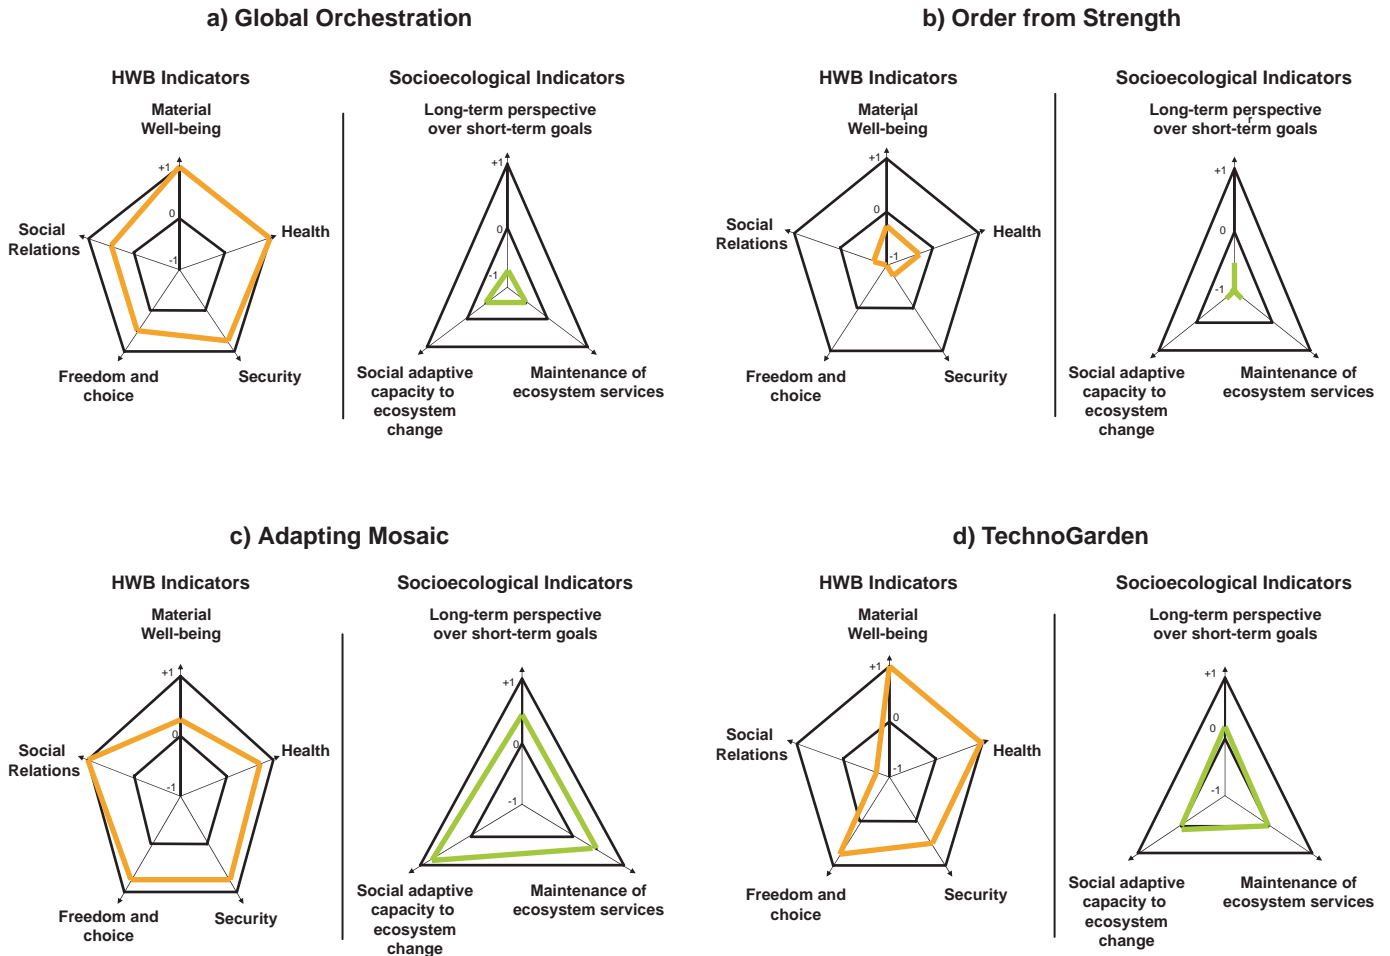 a) Global Orchestration
HWB Indicators
Socioecological Indicators
Material
Well-being
Long-term perspective
over short-term goals
+1
0
-1
Social
Relations
Health
Freedom and
choice
Security
+1
0
-1
Social adaptive
capacity to
ecosystem
change
Maintenance of
ecosystem services
b) Order from Strength
HWB Indicators
Socioecological Indicators
Material
Well-being
Long-term perspective
over short-term goals
r
+1
0
-1
Social
Relations
Health
Freedom and
choice
Security
+1
0
-1
Social adaptive
capacity to
ecosystem
change
Maintenance of
ecosystem services
c) Adapting Mosaic
HWB Indicators
Socioecological Indicators
Material
Well-being
Long-term perspective
over short-term goals
+1
0
-1
Social
Relations
Health
Freedom and
choice
Security
+1
0
-1
Social adaptive
capacity to
ecosystem
change
Maintenance of
ecosystem services
d) TechnoGarden
HWB Indicators
Socioecological Indicators
Material
Well-being
Long-term perspective
over short-term goals
+1
0
-1
Social
Relations
Health
Freedom and
choice
Security
+1
0
-1
Social adaptive
capacity to
ecosystem
change
Maintenance of
ecosystem services